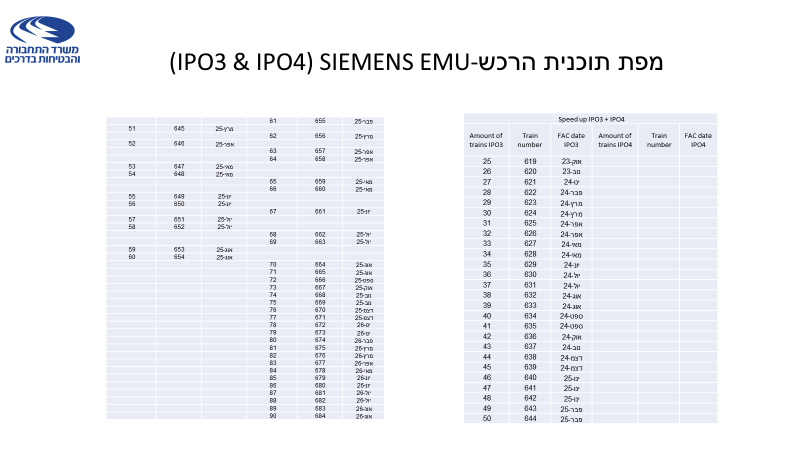 משרד התחבורה
והבטיחות בדרכים
מפת תוכנית הרכש-SIEMENS EMU (IPO3 & IPO4)
Speed up IPO3 + IPO4
Amount of trains IPO3 Train number FAC date IPO3 Amount of trains IPO4 Train number FAC date IPO4
25 619 אוק-23
26 620 נוב-23
27 621 ינו-24
28 622 פבר-24
29 623 מרץ-24
30 624 מרץ-24
31 625 אפר-24
32 626 אפר-24
33 627 מאי-24
34 628 מאי-24
35 629 יונ-24
36 630 יול-24
37 631 יול-24
38 632 אוג-24
39 633 אוג-24
40 634 ספט-24
41 635 ספט-24
42 636 אוק-24
43 637 נוב-24
44 638 דצמ-24
45 639 דצמ-24
46 640 ינו-25
47 641 ינו-25
48 642 ינו-25
49 643 פבר-25
50 644 פבר-25
61 655 פבר-25
51 645 מרץ-25
62 656 מרץ-25
52 646 אפר-25
63 657 אפר-25
64 658 אפר-25
53 647 מאי-25
54 648 מאי-25
65 659 מאי-25
66 660 מאי-25
55 649 יונ-25
56 650 יונ-25
67 661 יונ-25
57 651 יול-25
58 652 יול-25
68 662 יול-25
69 663 יול-25
59 653 אוג-25
60 654 אוג-25
70 664 אוג-25
71 665 אוג-25
72 666 ספט-25
73 667 אוק-25
74 668 נוב-25
75 669 נוב-25
76 670 דצמ-25
77 671 דצמ-25
78 672 ינו-26
79 673 ינו-26
80 674 פבר-26
81 675 מרץ-26
82 676 מרץ-26
83 677 אפר-26
84 678 מאי-26
85 679 יונ-26
86 680 יונ-26
87 681 יול-26
88 682 יול-26
89 683 אוג-26
90 684 אוג-26